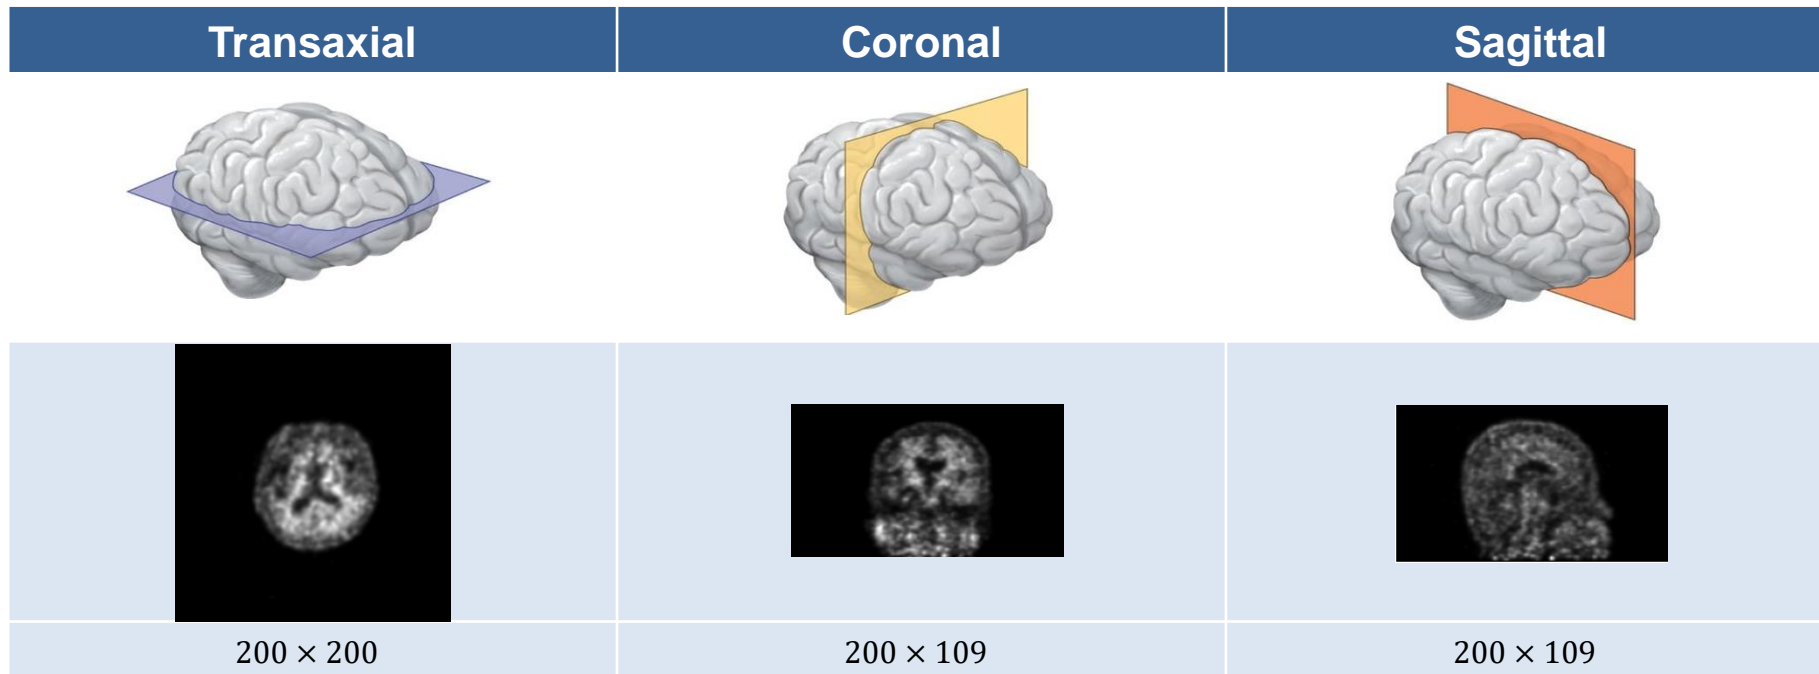 Transaxial
Coronal
Sagittal
200 × 200
200 × 109
200 × 109